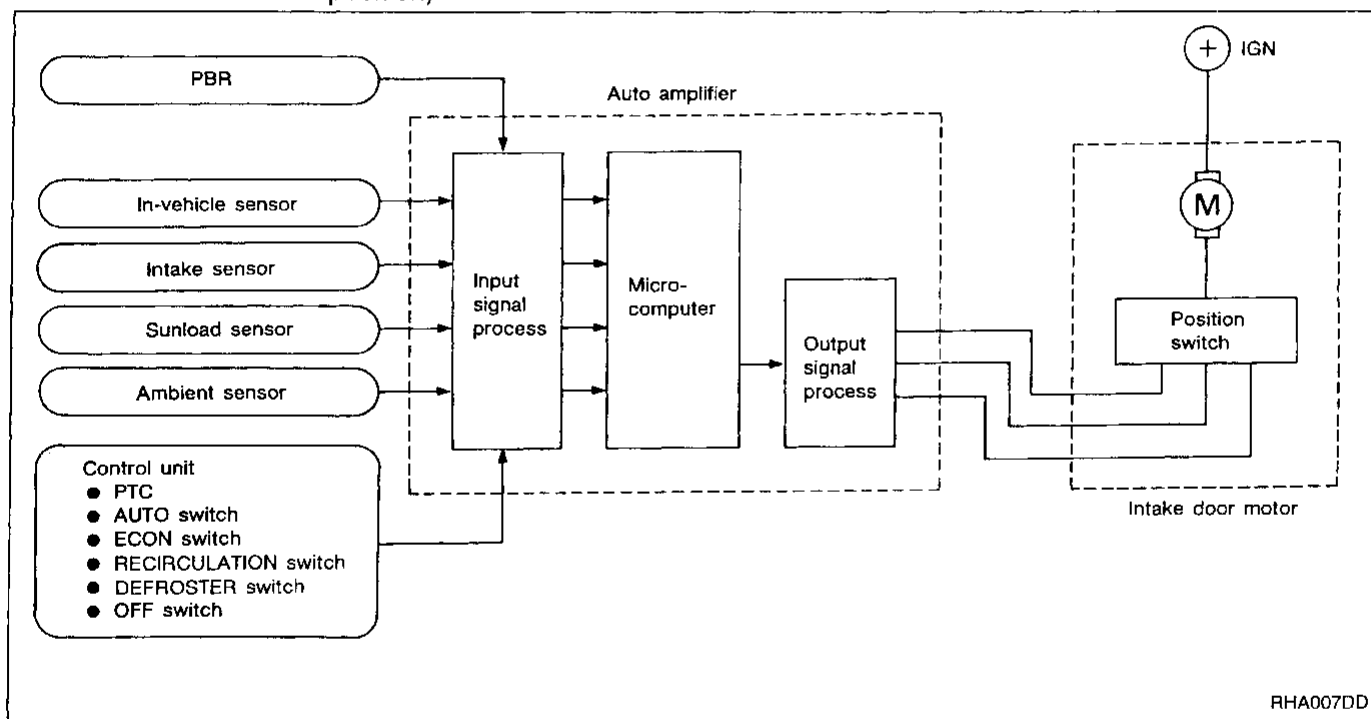 PBR
In-vehicle sensor
Intake sensor
Sunload sensor
Ambient sensor
Control unit
● PTC
● AUTO switch
● ECON switch
● RECIRCULATION switch
● DEFROSTER switch
● OFF switch
Auto amplifier
Input
signal
process
Micro-
computer
Output
signal
process
+ IGN
M
Position
switch
Intake door motor
RHA007DD